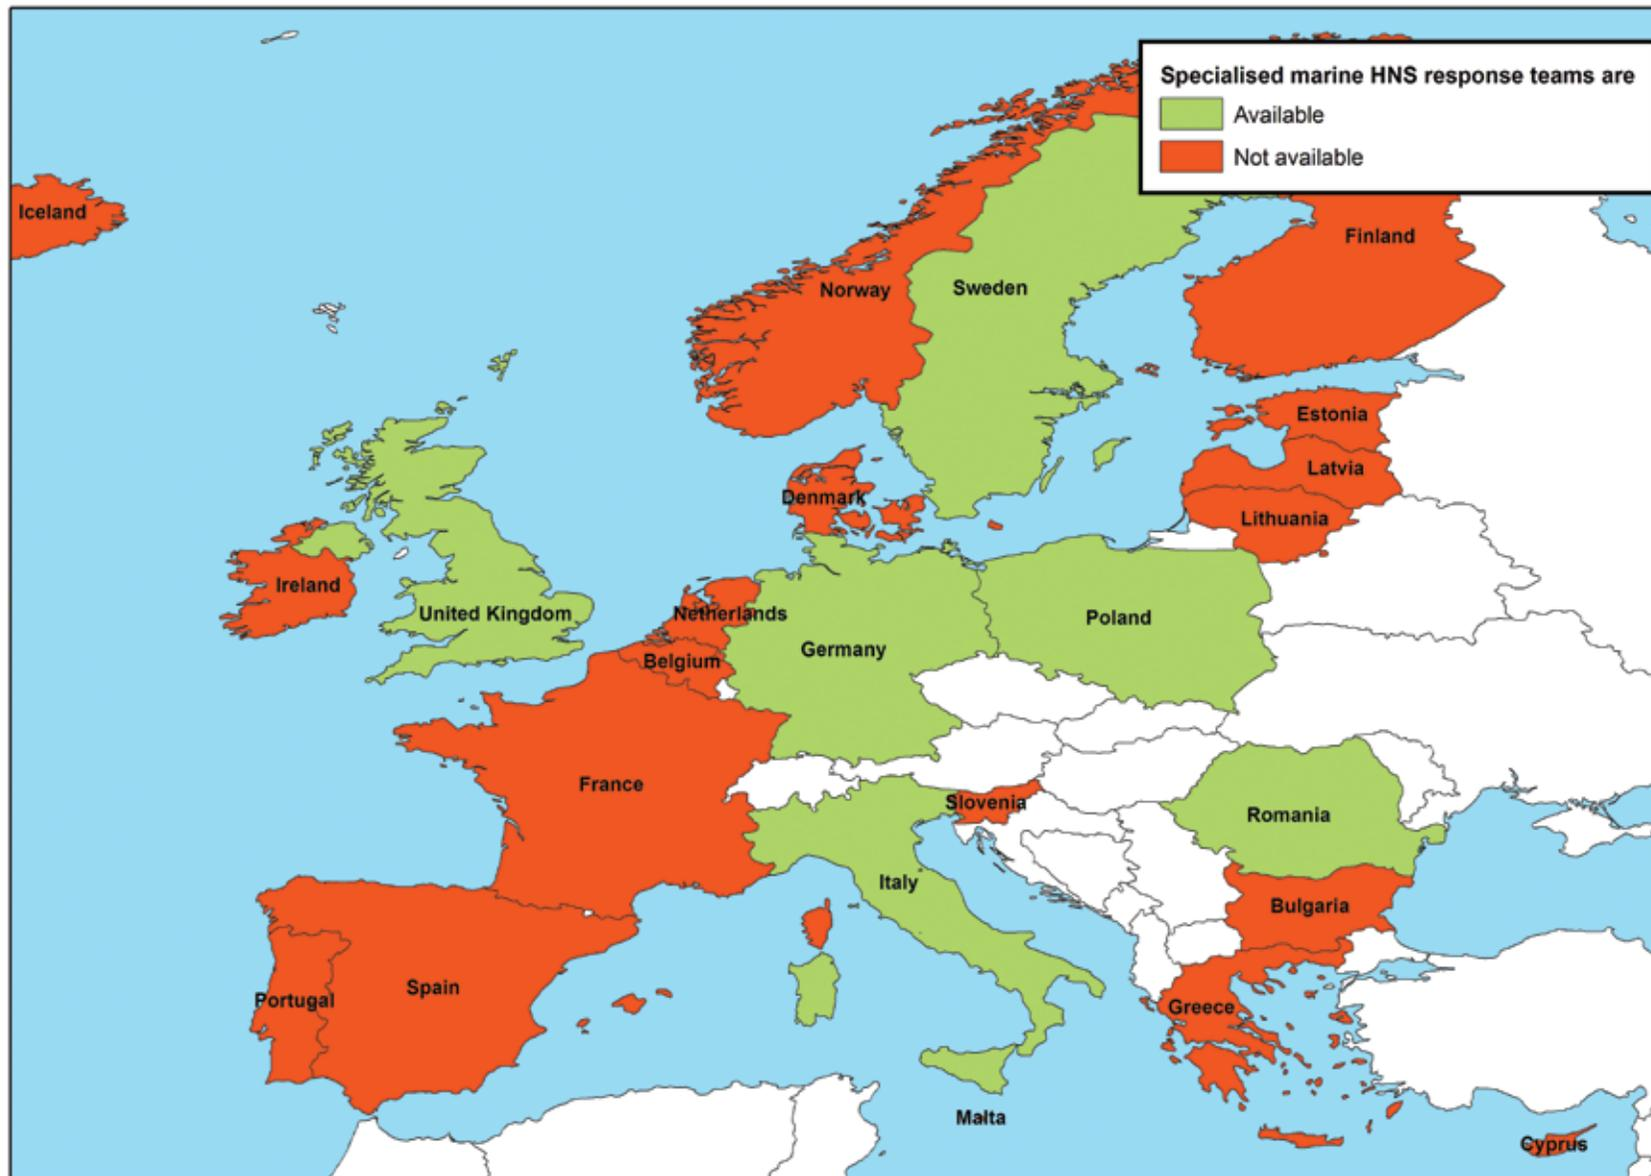 Specialised marine HNS response teams are
Available
Not available
Iceland
Finland
Norway
Sweden
Estonia
Latvia
Denmark
Lithuania
Ireland
United Kingdom
Netherlands
Poland
Germany
Belgium
France
Slovenia
Romania
Italy
Bulgaria
Spain
Portugal
Greece
Malta
Cyprus